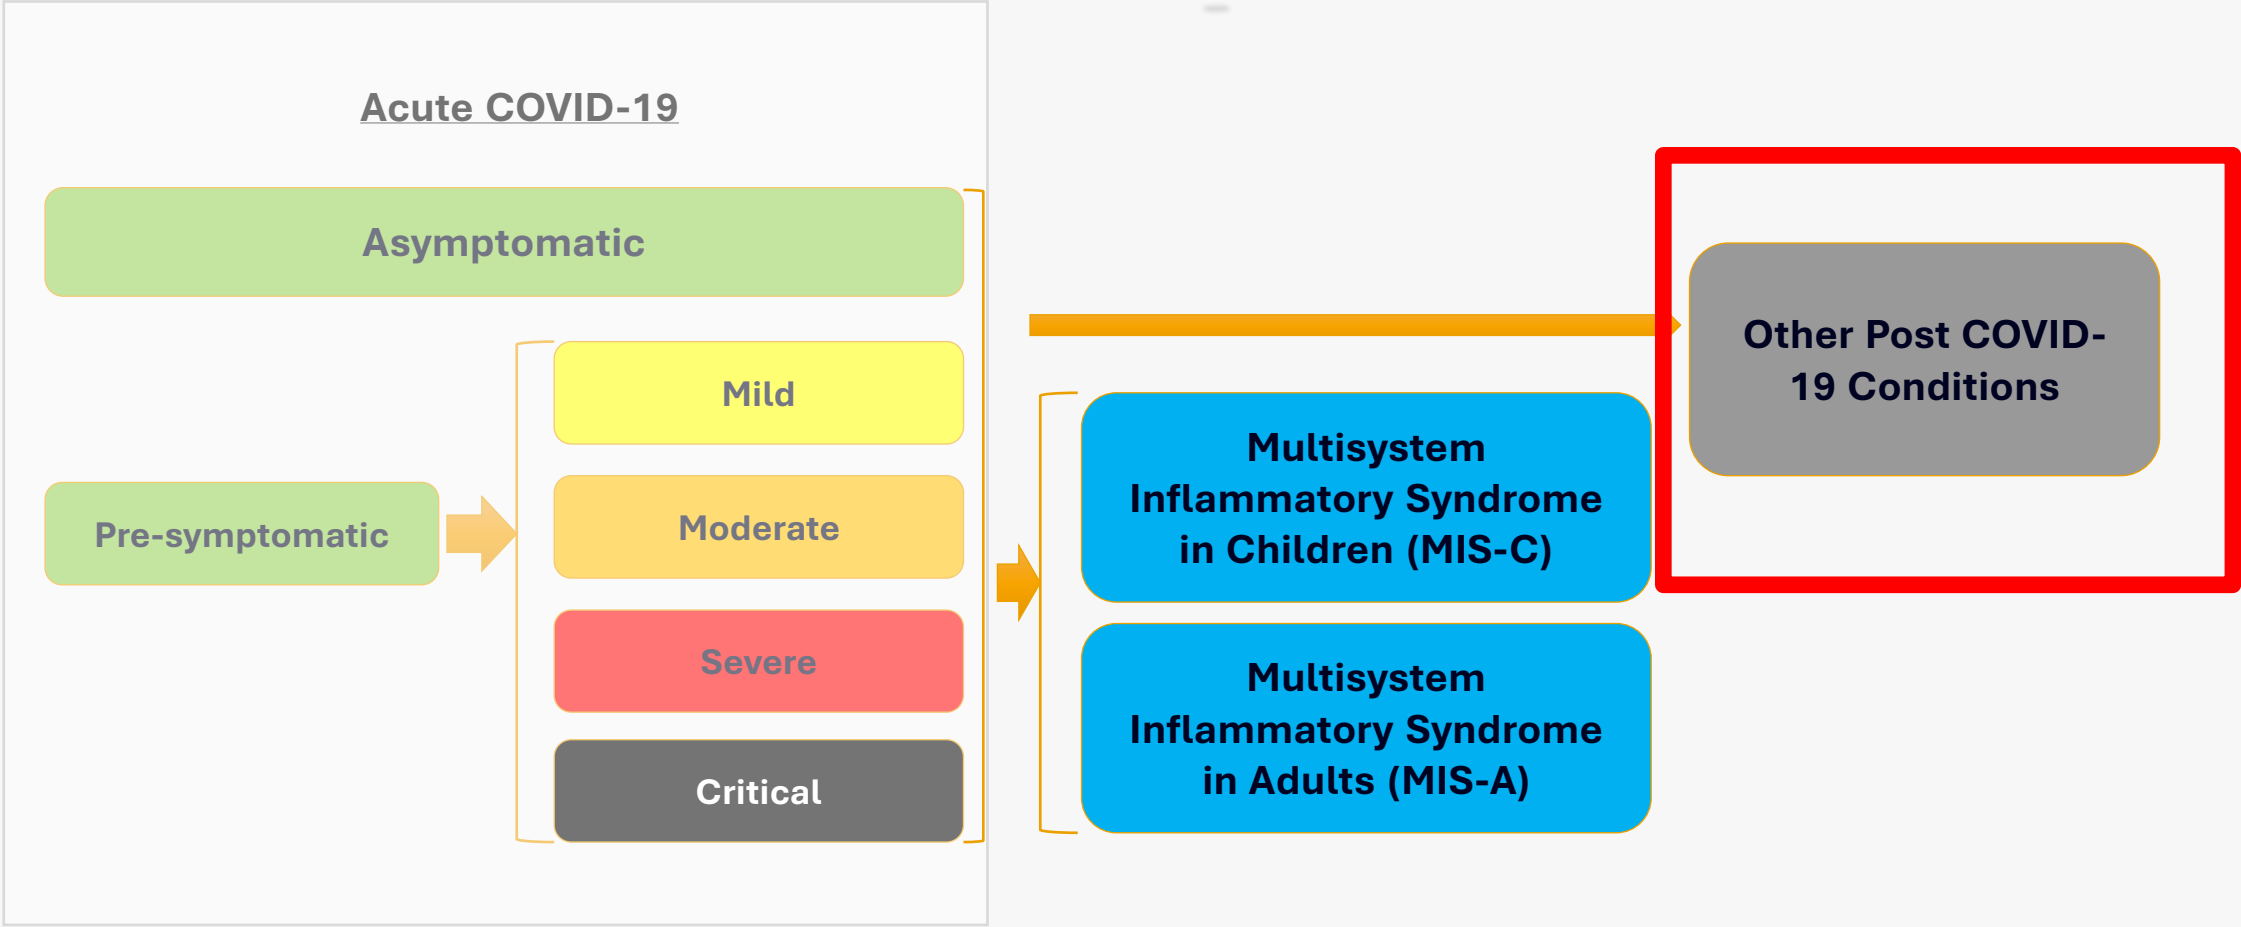 Acute COVID-19
Asymptomatic
Pre-symptomatic
Mild
Moderate
Severe
Critical
Multisystem
Inflammatory Syndrome
in Children (MIS-C)
Multisystem
Inflammatory Syndrome
in Adults (MIS-A)
Other Post COVID-
19 Conditions